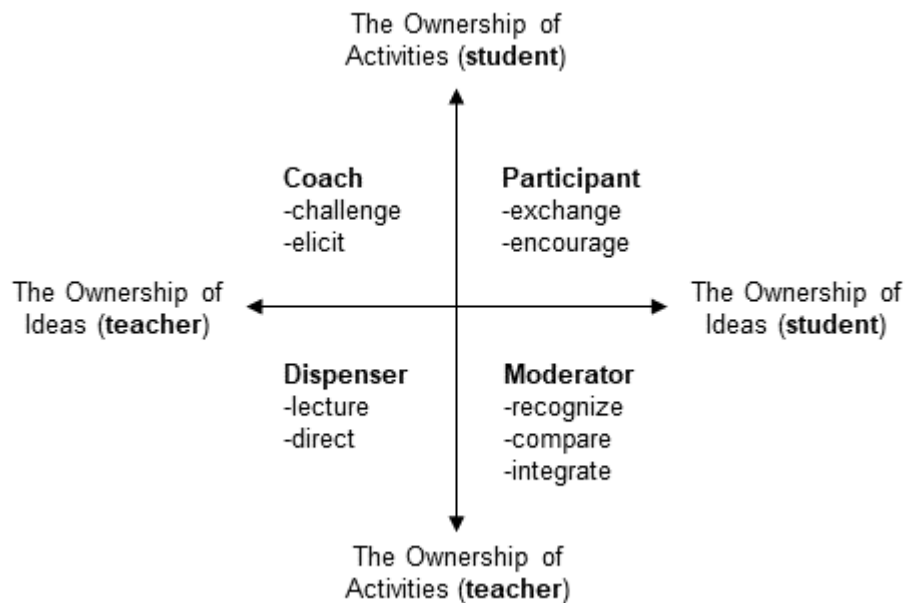 The Ownership of
Activities (student)
Coach
-challenge
-elicit
Participant
-exchange
-encourage
The Ownership of
Ideas (teacher)
The Ownership of
Ideas (student)
Dispenser
-lecture
-direct
Moderator
-recognize
-compare
-integrate
The Ownership of
Activities (teacher)